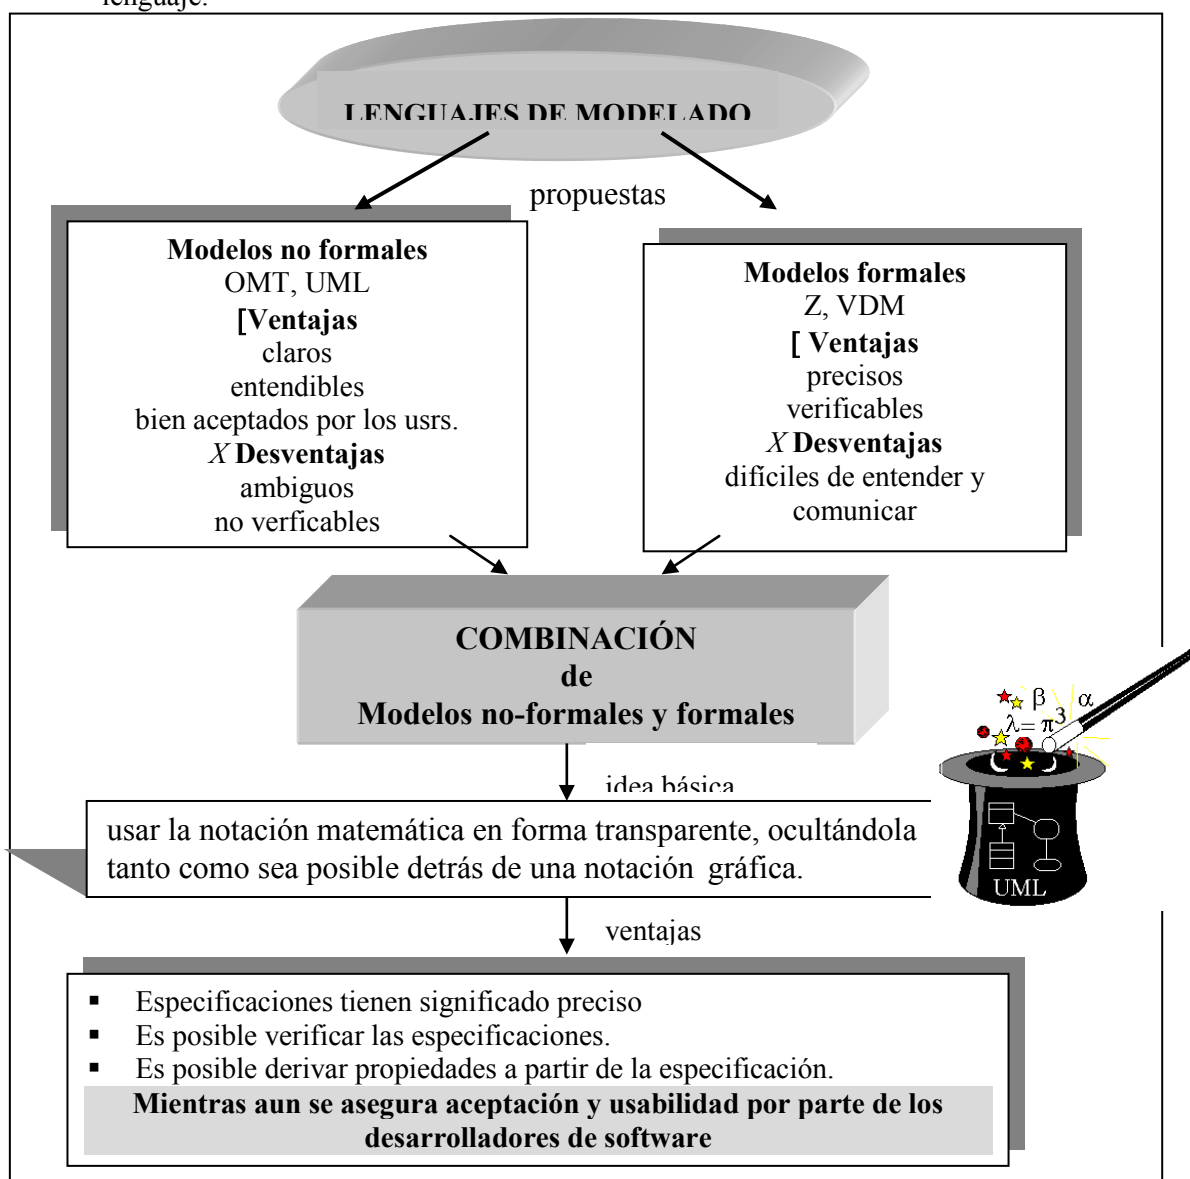 lenguaje.
LENGUAJES DE MODELADO
propuestas
Modelos no formales
OMT, UML
[Ventajas
claros
entendibles
bien aceptados por los usrs.
X Desventajas
ambiguos
no verficables
Modelos formales
Z, VDM
[ Ventajas
precisos
verificables
X Desventajas
difíciles de entender y
comunicar
COMBINACIÓN
de
Modelos no-formales y formales
β α
λ= π³
UML
idea básica
usar la notación matemática en forma transparente, ocultándola
tanto como sea posible detrás de una notación gráfica.
ventajas
▪ Especificaciones tienen significado preciso
▪ Es posible verificar las especificaciones.
▪ Es posible derivar propiedades a partir de la especificación.
Mientras aun se asegura aceptación y usabilidad por parte de los
desarrolladores de software